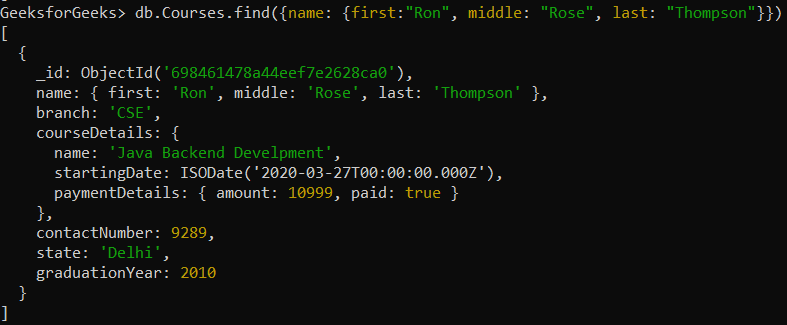 GeeksforGeeks> db.Courses.find({name: {first:"Ron", middle: "Rose", last: "Thompson"}})
[
  {
    _id: ObjectId('698461478a44eef7e2628ca0'),
    name: { first: 'Ron', middle: 'Rose', last: 'Thompson' },
    branch: 'CSE',
    courseDetails: {
      name: 'Java Backend Develpment',
      startingDate: ISODate('2020-03-27T00:00:00.000Z'),
      paymentDetails: { amount: 10999, paid: true }
    },
    contactNumber: 9289,
    state: 'Delhi',
    graduationYear: 2010
  }
]